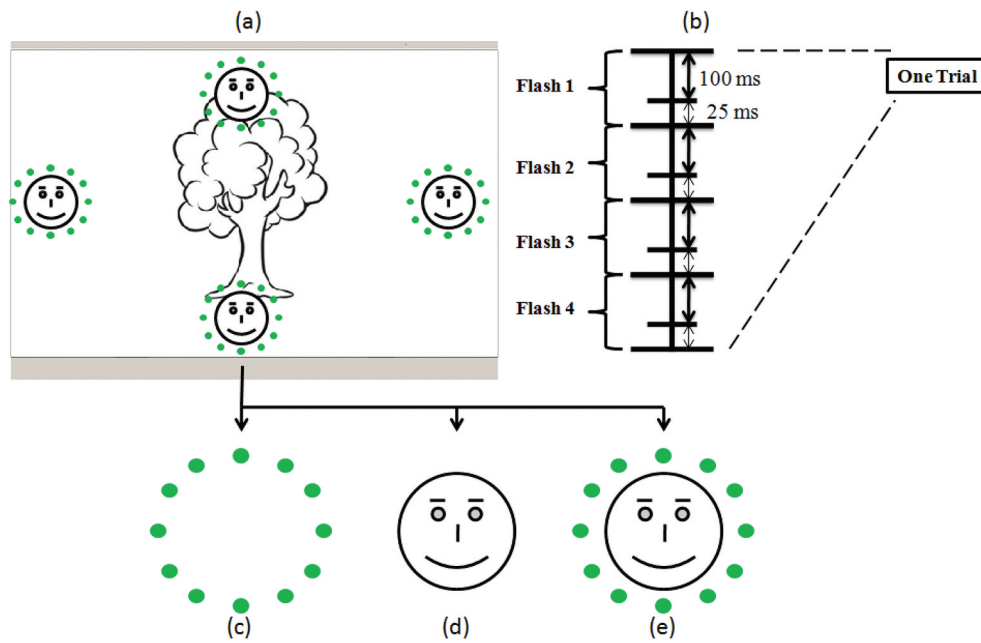 (a)
(b)
Flash 1
100 ms
25 ms
One Trial
Flash 2
Flash 3
Flash 4
(c)
(d)
(e)